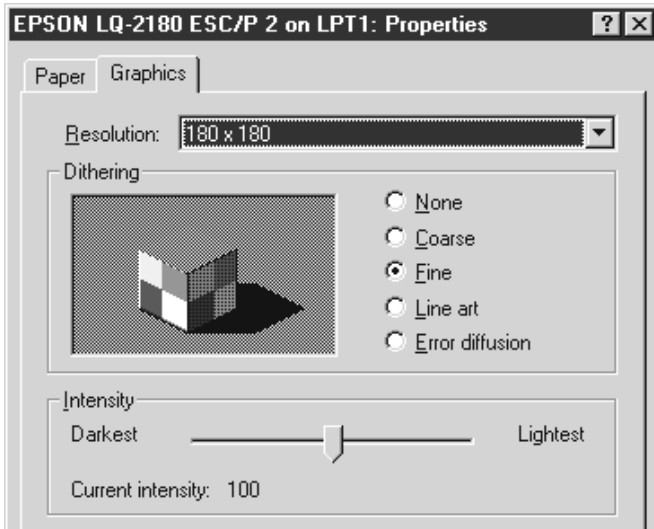 EPSON LQ-2180 ESC/P 2 on LPT1: Properties
Paper Graphics
Resolution: 180 x 180
Dithering
None
Coarse
Fine
Line art
Error diffusion
Intensity
Darkest Lightest
Current intensity: 100